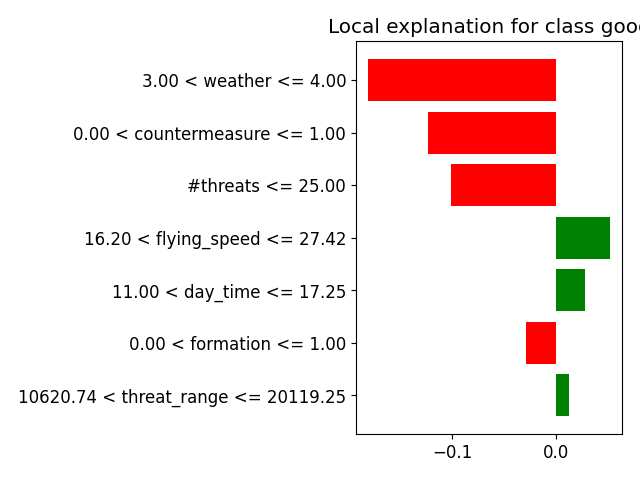 Local explanation for class good
3.00 < weather <= 4.00
0.00 < countermeasure <= 1.00
#threats <= 25.00
16.20 < flying_speed <= 27.42
11.00 < day_time <= 17.25
0.00 < formation <= 1.00
10620.74 < threat_range <= 20119.25
−0.1 0.0